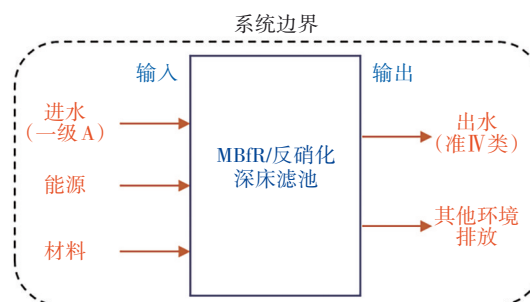 系统边界
输入
输出
进水
（一级 A）
能源
材料
MBfR/反硝化
深床滤池
出水
（准Ⅳ类）
其他环境
排放